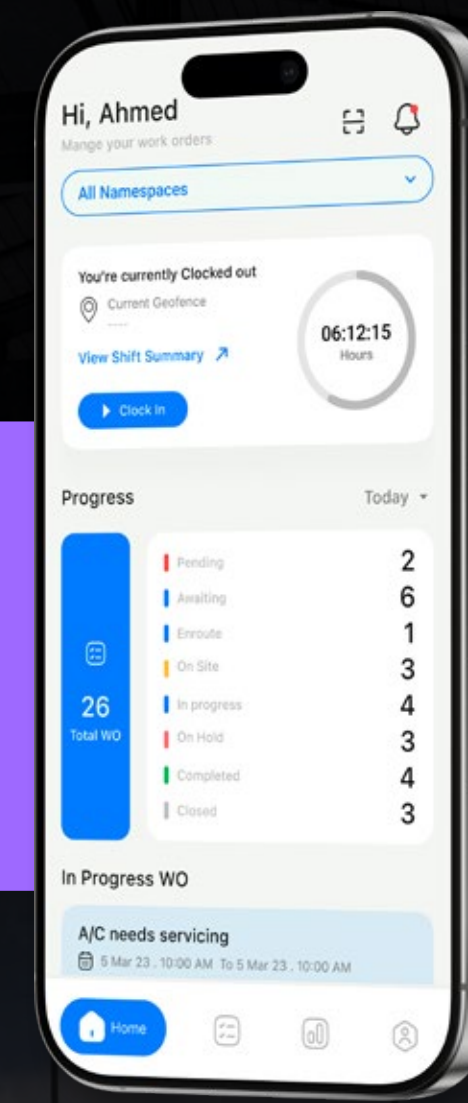 Hi, Ahmed
Mange your work orders
All Namespaces
You're currently Clocked out
Current Geofence
-----
View Shift Summary
06:12:15
Hours
Clock In
Progress
Today
Pending 2
Awaiting 6
Enroute 1
On Site 3
In progress 4
On Hold 3
Completed 4
Closed 3
26
Total WO
In Progress WO
A/C needs servicing
5 Mar 23 . 10:00 AM To 5 Mar 23 . 10:00 AM
Home